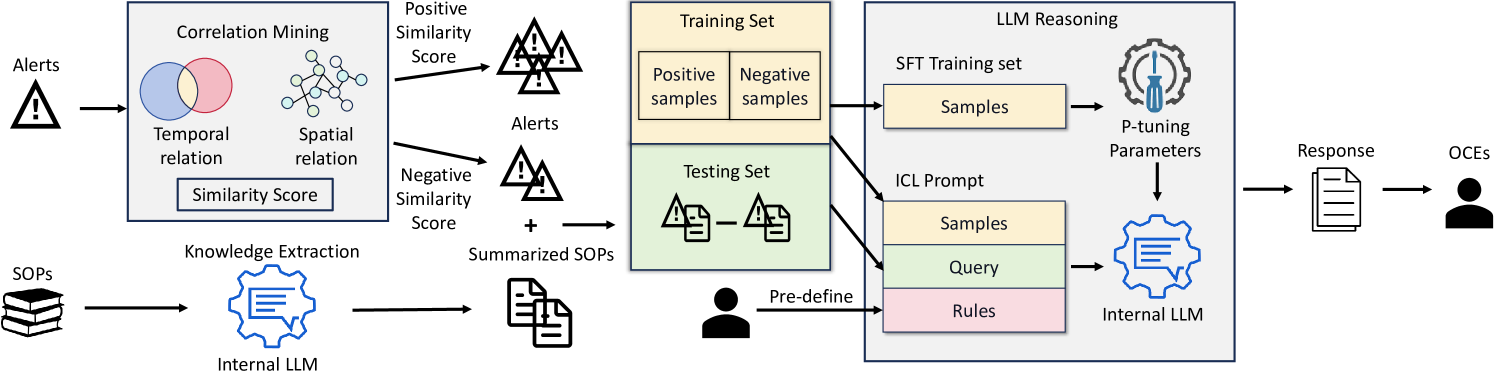 Alerts
Correlation Mining
Temporal
relation
Spatial
relation
Similarity Score
Positive
Similarity
Score
Negative
Similarity
Score
Alerts
+
Summarized SOPs
SOPs
Knowledge Extraction
Internal LLM
Training Set
Positive
samples
Negative
samples
Testing Set
Pre-define
LLM Reasoning
SFT Training set
Samples
P-tuning
Parameters
ICL Prompt
Samples
Query
Rules
Internal LLM
Response
OCEs